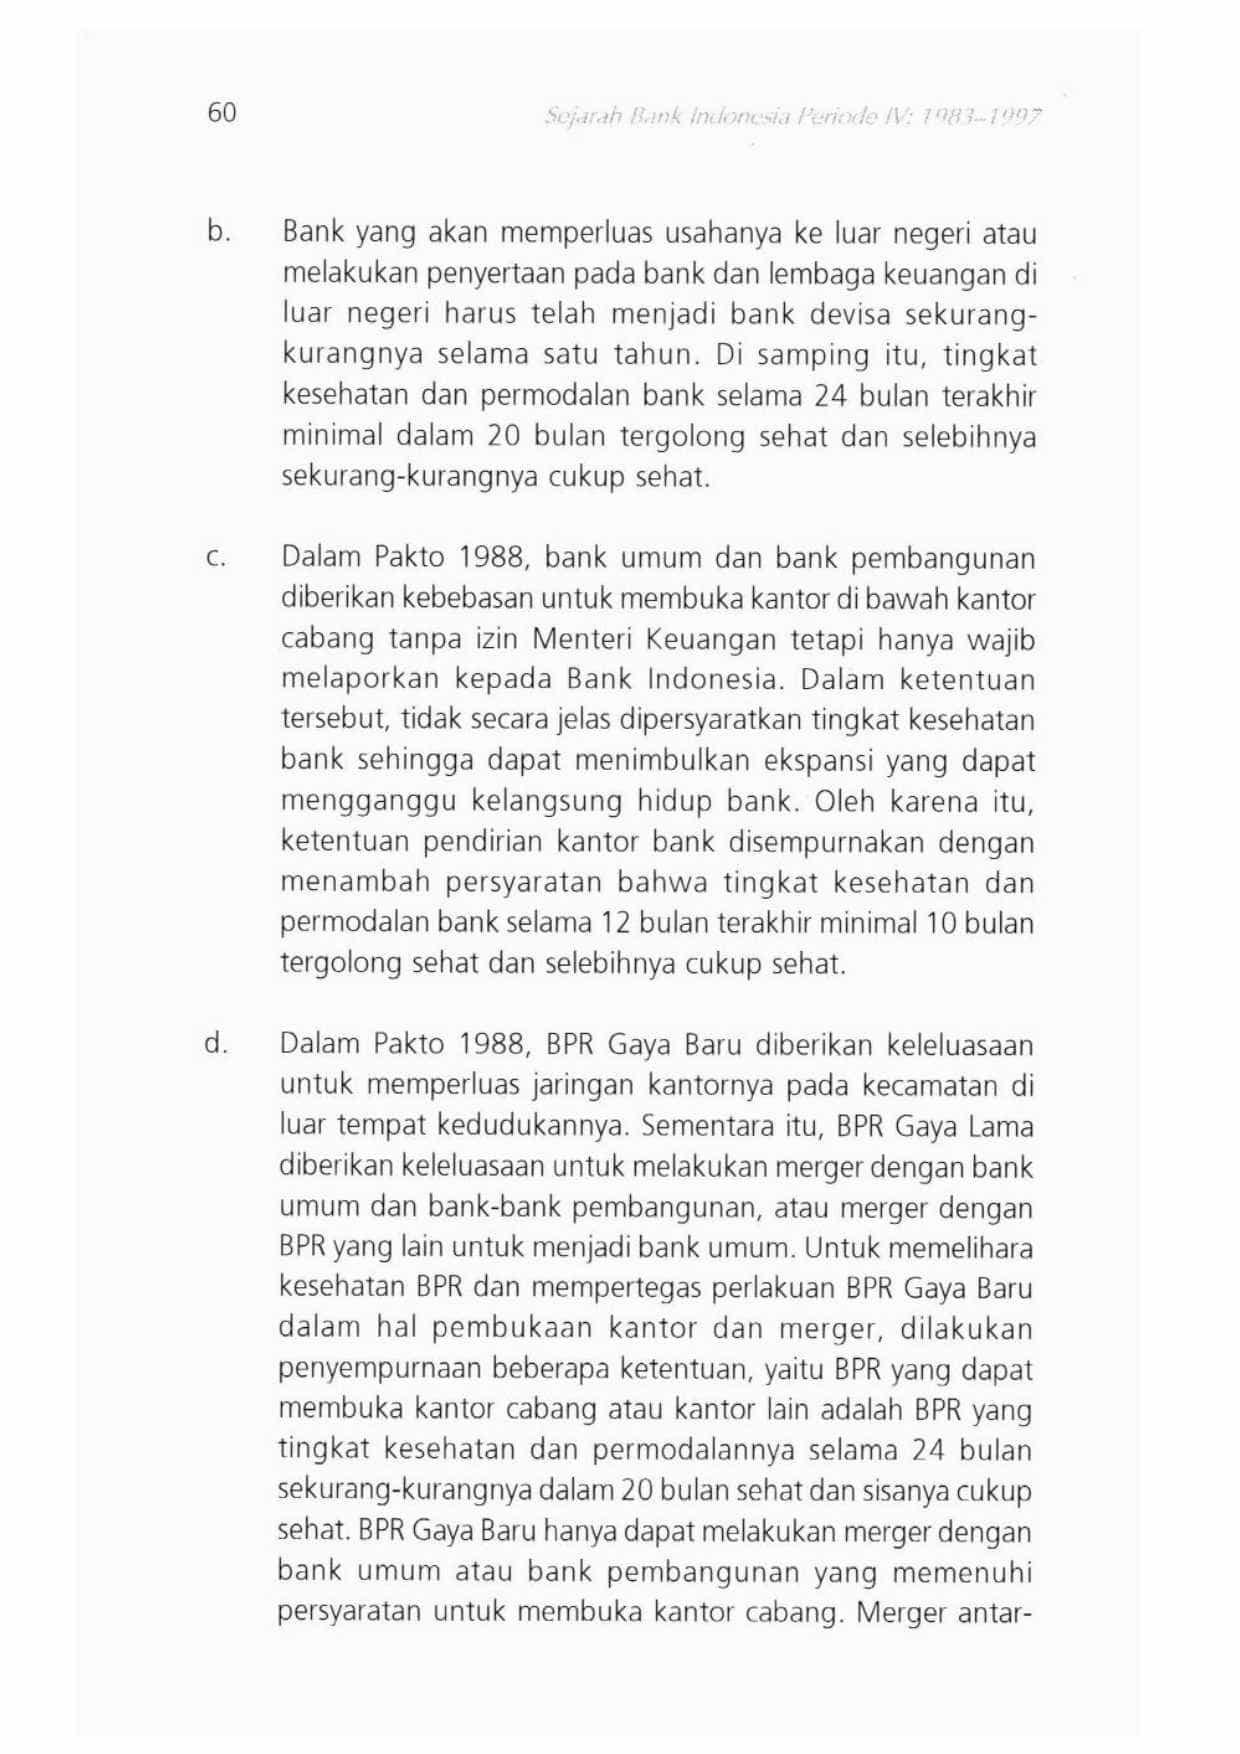 60
Sejarah Bank Indonesia Periode IV: 1983–1997
b. Bank yang akan memperluas usahanya ke luar negeri atau
melakukan penyertaan pada bank dan lembaga keuangan di
luar negeri harus telah menjadi bank devisa sekurang-
kurangnya selama satu tahun. Di samping itu, tingkat
kesehatan dan permodalan bank selama 24 bulan terakhir
minimal dalam 20 bulan tergolong sehat dan selebihnya
sekurang-kurangnya cukup sehat.
c. Dalam Pakto 1988, bank umum dan bank pembangunan
diberikan kebebasan untuk membuka kantor di bawah kantor
cabang tanpa izin Menteri Keuangan tetapi hanya wajib
melaporkan kepada Bank Indonesia. Dalam ketentuan
tersebut, tidak secara jelas dipersyaratkan tingkat kesehatan
bank sehingga dapat menimbulkan ekspansi yang dapat
mengganggu kelangsung hidup bank. Oleh karena itu,
ketentuan pendirian kantor bank disempurnakan dengan
menambah persyaratan bahwa tingkat kesehatan dan
permodalan bank selama 12 bulan terakhir minimal 10 bulan
tergolong sehat dan selebihnya cukup sehat.
d. Dalam Pakto 1988, BPR Gaya Baru diberikan keleluasaan
untuk memperluas jaringan kantornya pada kecamatan di
luar tempat kedudukannya. Sementara itu, BPR Gaya Lama
diberikan keleluasaan untuk melakukan merger dengan bank
umum dan bank-bank pembangunan, atau merger dengan
BPR yang lain untuk menjadi bank umum. Untuk memelihara
kesehatan BPR dan mempertegas perlakuan BPR Gaya Baru
dalam hal pembukaan kantor dan merger, dilakukan
penyempurnaan beberapa ketentuan, yaitu BPR yang dapat
membuka kantor cabang atau kantor lain adalah BPR yang
tingkat kesehatan dan permodalannya selama 24 bulan
sekurang-kurangnya dalam 20 bulan sehat dan sisanya cukup
sehat. BPR Gaya Baru hanya dapat melakukan merger dengan
bank umum atau bank pembangunan yang memenuhi
persyaratan untuk membuka kantor cabang. Merger antar-